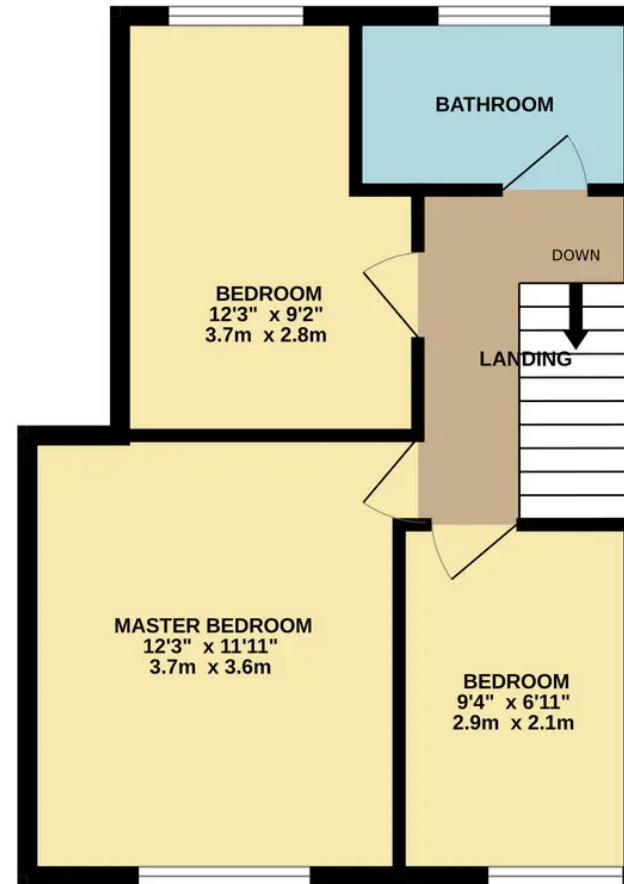 BATHROOM
DOWN
BEDROOM
12'3" x 9'2"
3.7m x 2.8m
LANDING
MASTER BEDROOM
12'3" x 11'11"
3.7m x 3.6m
BEDROOM
9'4" x 6'11"
2.9m x 2.1m